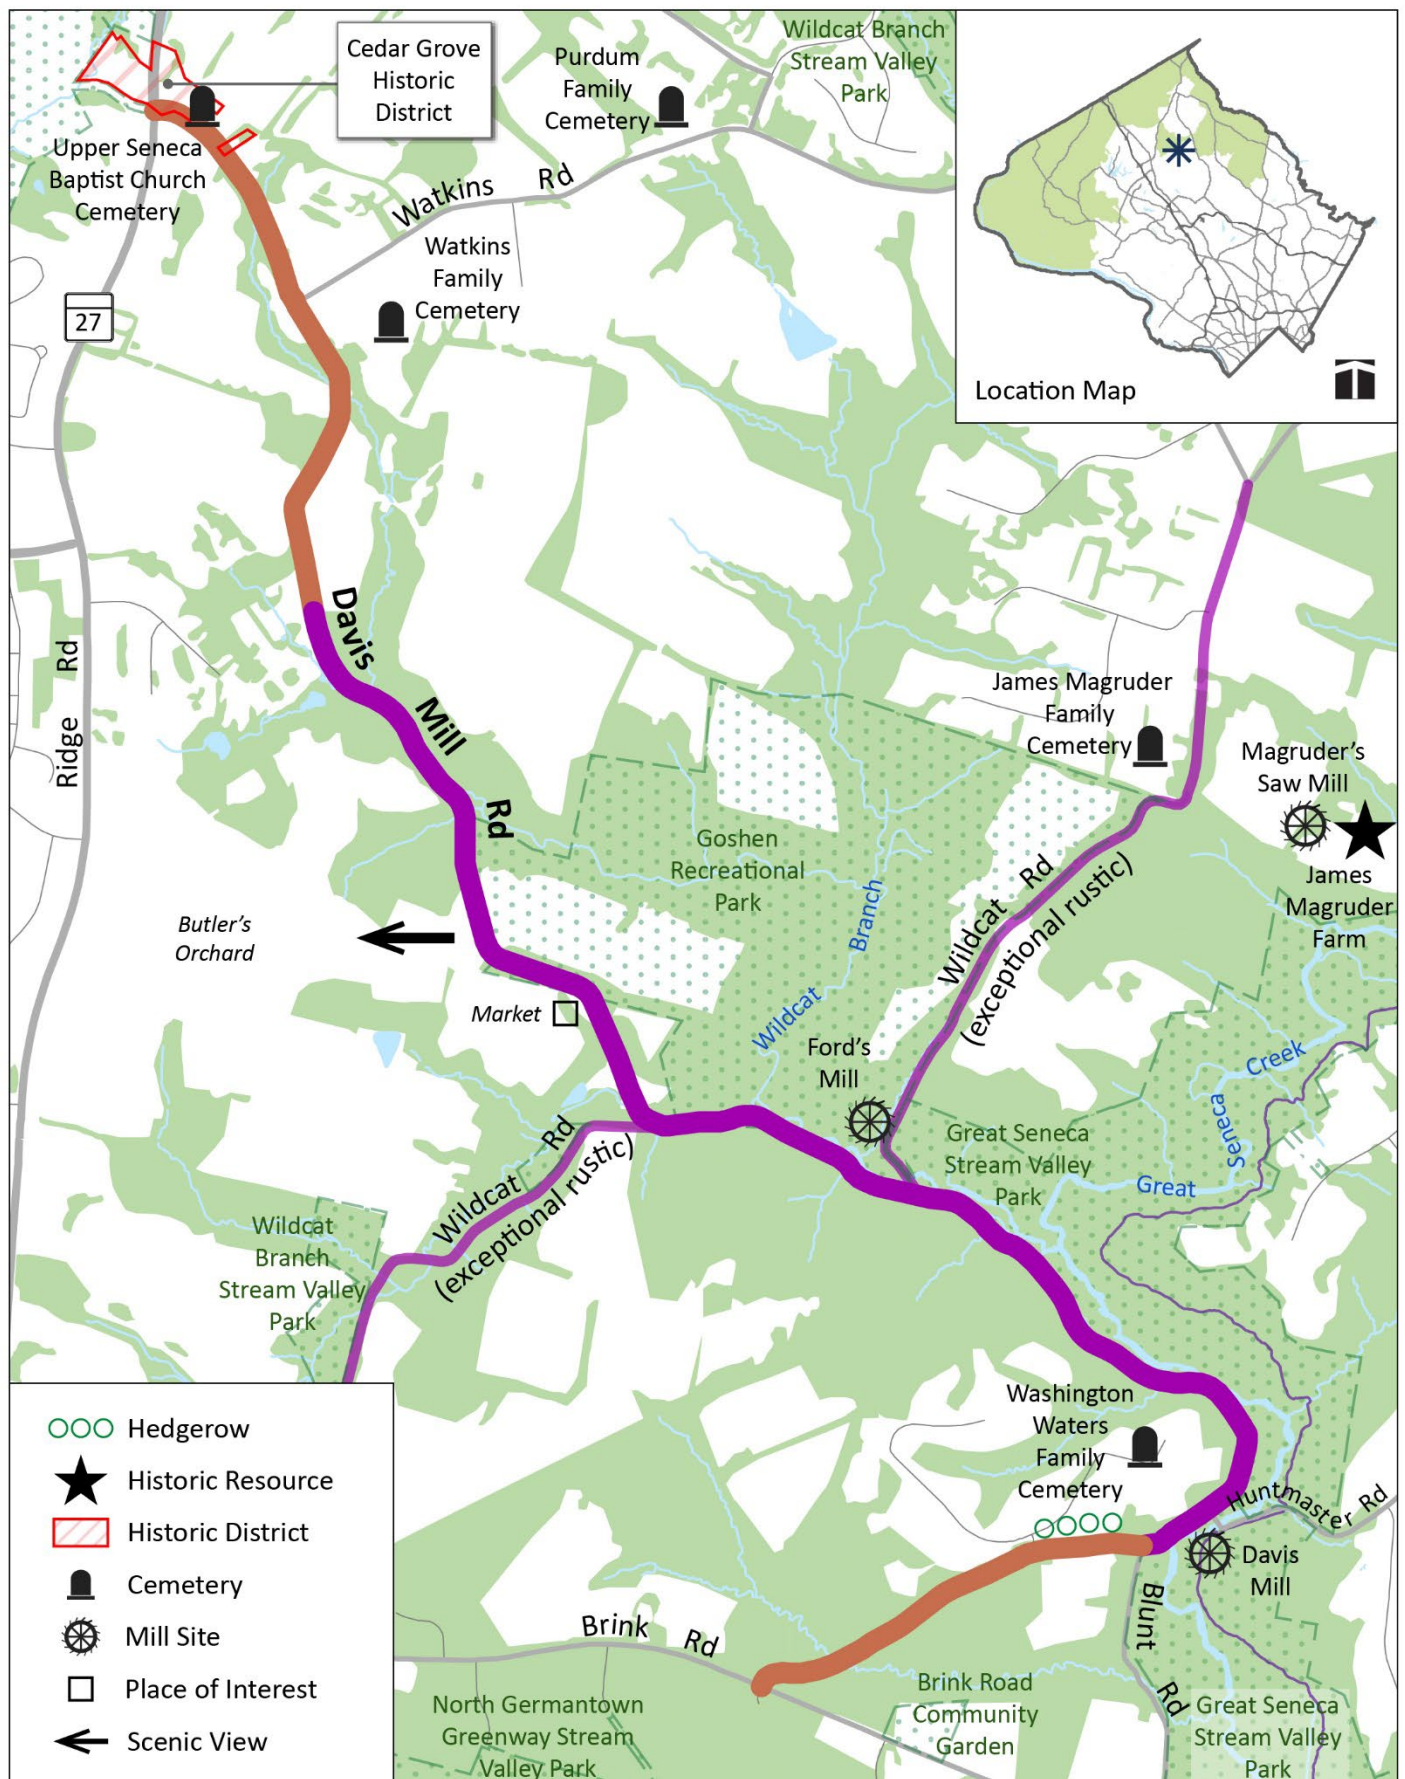 Cedar Grove
Historic
District
Purdum
Family
Cemetery
Wildcat Branch
Stream Valley
Park
Location Map
Upper Seneca
Baptist Church
Cemetery
Watkins Rd
Watkins
Family
Cemetery
27
Ridge Rd
Davis Mill Rd
James Magruder
Family
Cemetery
Magruder's
Saw Mill
James
Magruder
Farm
Goshen
Recreational
Park
Butler's
Orchard
Market
Wildcat Branch
Wildcat Rd
(exceptional rustic)
Ford's
Mill
Seneca Creek
Great
Great Seneca
Stream Valley
Park
Wildcat Rd
(exceptional rustic)
Wildcat
Branch
Stream Valley
Park
Washington
Waters
Family
Cemetery
Huntmaster Rd
Davis
Mill
Blunt Rd
Brink Rd
Brink Road
Community
Garden
North Germantown
Greenway Stream
Valley Park
Great Seneca
Stream Valley
Park
Hedgerow
Historic Resource
Historic District
Cemetery
Mill Site
Place of Interest
Scenic View